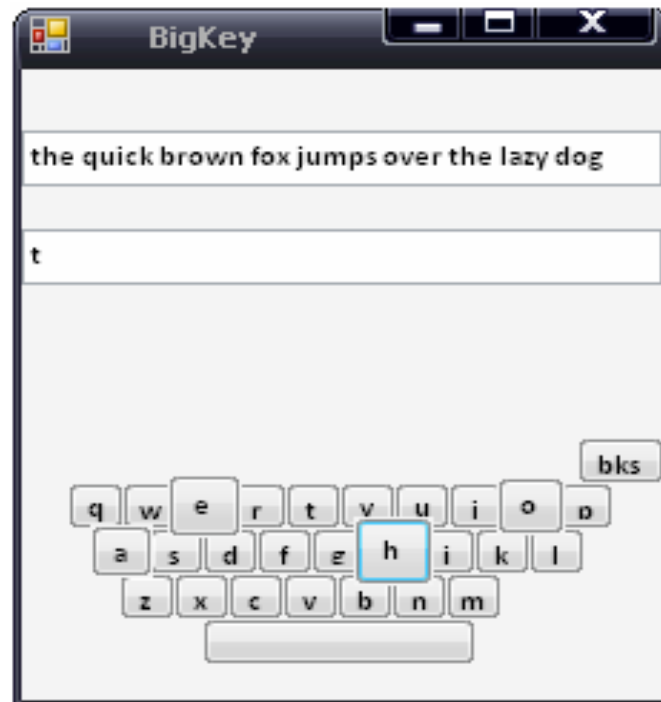 BigKey
the quick brown fox jumps over the lazy dog
t
bks
q w e r t y u i o p
a s d f g h j k l
z x c v b n m